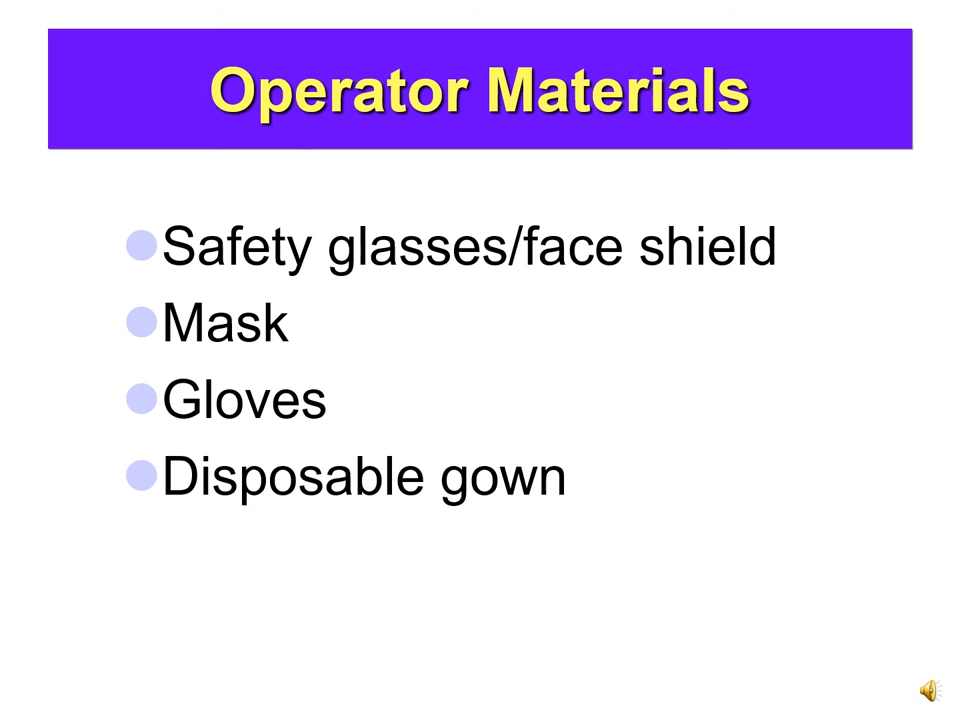 Operator Materials
Safety glasses/face shield
Mask
Gloves
Disposable gown